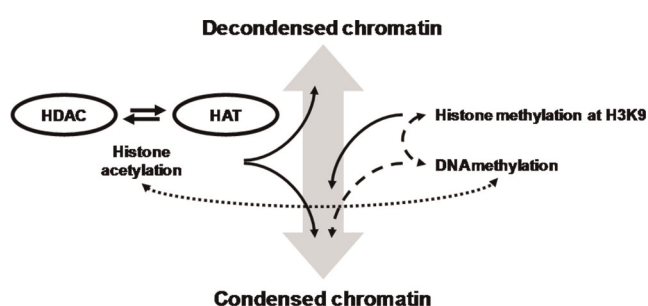 Decondensed chromatin
HDAC
HAT
Histone
acetylation
Histone methylation at H3K9
DNAmethylation
Condensed chromatin